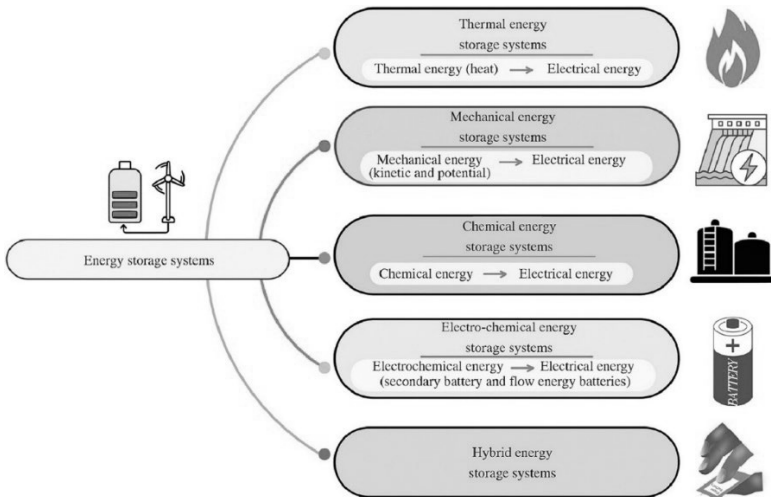 Thermal energy
storage systems
Thermal energy (heat) → Electrical energy
Mechanical energy
storage systems
Mechanical energy → Electrical energy
(kinetic and potential)
Energy storage systems
Chemical energy
storage systems
Chemical energy → Electrical energy
Electro-chemical energy
storage systems
Electrochemical energy → Electrical energy
(secondary battery and flow energy batteries)
+
BATTERY
Hybrid energy
storage systems